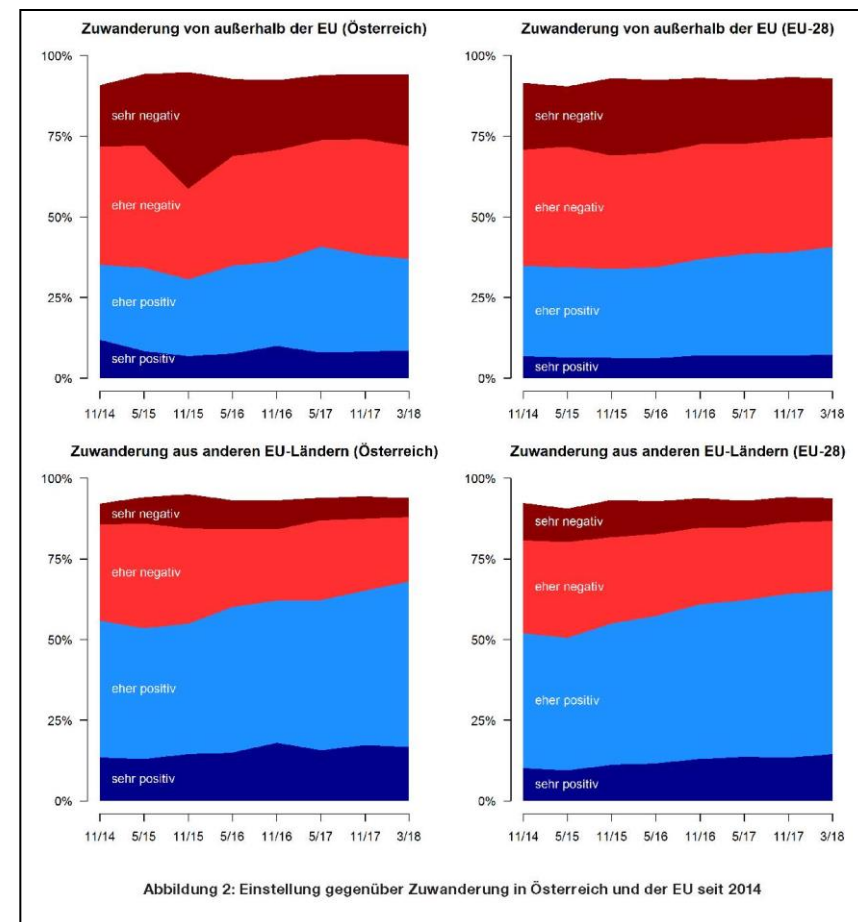 Zuwanderung von außerhalb der EU (Österreich)
100%
75%
50%
25%
0%
sehr negativ
eher negativ
eher positiv
sehr positiv
11/14 5/15 11/15 5/16 11/16 5/17 11/17 3/18
Zuwanderung von außerhalb der EU (EU-28)
100%
75%
50%
25%
0%
sehr negativ
eher negativ
eher positiv
sehr positiv
11/14 5/15 11/15 5/16 11/16 5/17 11/17 3/18
Zuwanderung aus anderen EU-Ländern (Österreich)
100%
75%
50%
25%
0%
sehr negativ
eher negativ
eher positiv
sehr positiv
11/14 5/15 11/15 5/16 11/16 5/17 11/17 3/18
Zuwanderung aus anderen EU-Ländern (EU-28)
100%
75%
50%
25%
0%
sehr negativ
eher negativ
eher positiv
sehr positiv
11/14 5/15 11/15 5/16 11/16 5/17 11/17 3/18
Abbildung 2: Einstellung gegenüber Zuwanderung in Österreich und der EU seit 2014